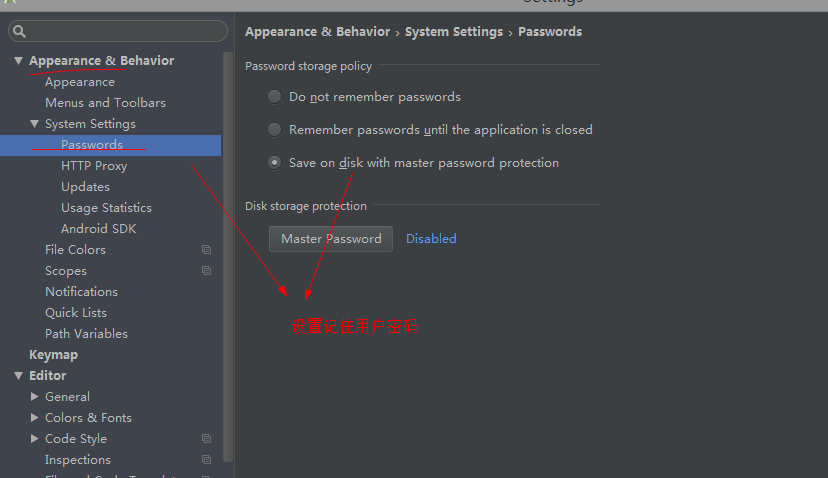 Settings
Appearance & Behavior
Appearance
Menus and Toolbars
System Settings
Passwords
HTTP Proxy
Updates
Usage Statistics
Android SDK
File Colors
Scopes
Notifications
Quick Lists
Path Variables
Keymap
Editor
General
Colors & Fonts
Code Style
Inspections
Appearance & Behavior › System Settings › Passwords
Password storage policy
Do not remember passwords
Remember passwords until the application is closed
Save on disk with master password protection
Disk storage protection
Master Password Disabled
设置记住用户密码